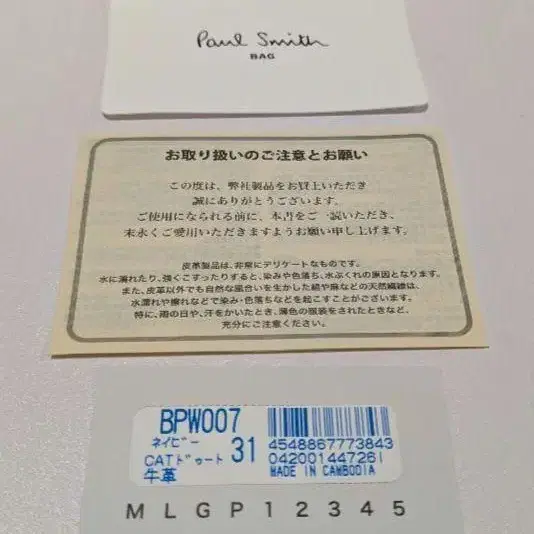 Paul Smith
BAG
お取り扱いのご注意とお願い
この度は、弊社製品をお買上いただき
誠にありがとうございます。
ご使用になられる前に、本書をご一読いただき、
末永くご愛用いただきますようお願い申し上げます。
皮革製品は、非常にデリケートなものです。
水に濡れたり、強くこすったりすると、染みや色落ち、水ぶくれの原因となります。
また、皮革以外でも自然な風合いを生かした絹や麻などの天然繊維は、
水濡れや擦れなどで染み・色落ちなどを起こすことがございます。
特に、雨の日や、汗をかいたとき、薄色の服装をされたときなど、
充分にご注意ください。
BPW007
ネイビー
CATドゥート 31
牛革
4548867773843
042001447261
MADE IN CAMBODIA
M L G P 1 2 3 4 5